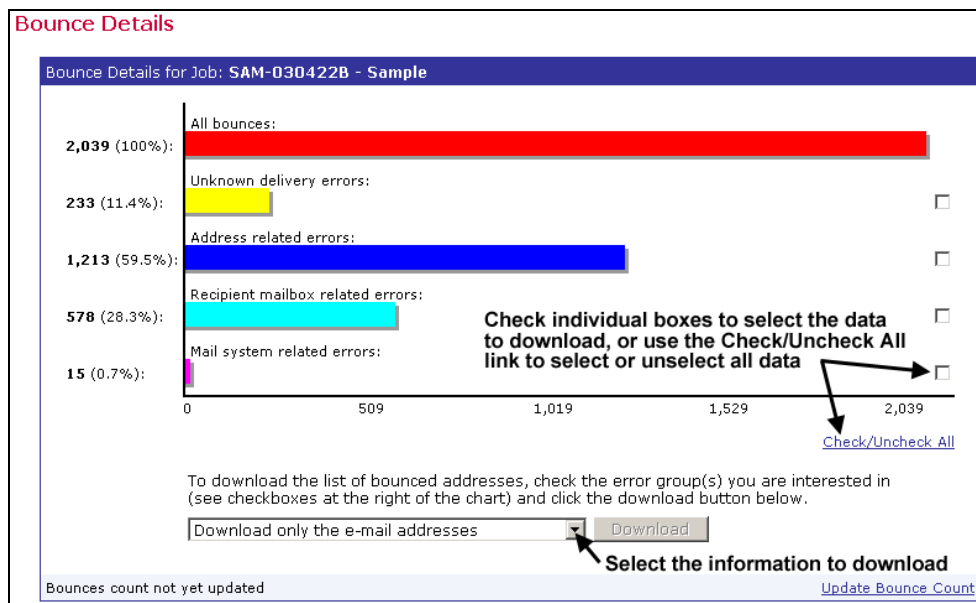 Bounce Details
Bounce Details for Job: SAM-030422B - Sample
All bounces:
2,039 (100%):
Unknown delivery errors:
233 (11.4%):
Address related errors:
1,213 (59.5%):
Recipient mailbox related errors:
578 (28.3%):
Mail system related errors:
15 (0.7%):
Check individual boxes to select the data
to download, or use the Check/Uncheck All
link to select or unselect all data
0 509 1,019 1,529 2,039
Check/Uncheck All
To download the list of bounced addresses, check the error group(s) you are interested in
(see checkboxes at the right of the chart) and click the download button below.
Download only the e-mail addresses Download
Select the information to download
Bounces count not yet updated Update Bounce Count